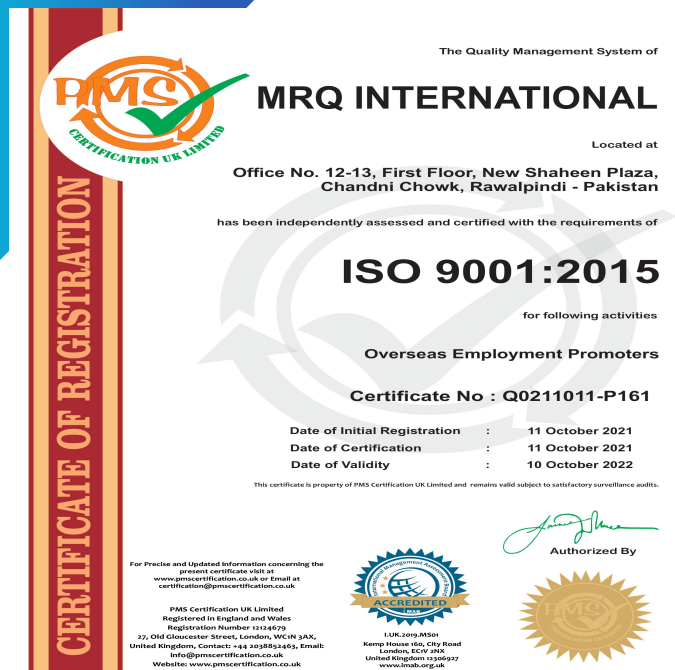 CERTIFICATE OF REGISTRATION
PMS
CERTIFICATION UK LIMITED
The Quality Management System of
MRQ INTERNATIONAL
Located at
Office No. 12-13, First Floor, New Shaheen Plaza,
Chandni Chowk, Rawalpindi - Pakistan
has been independently assessed and certified with the requirements of
ISO 9001:2015
for following activities
Overseas Employment Promoters
Certificate No : Q0211011-P161
Date of Initial Registration : 11 October 2021
Date of Certification : 11 October 2021
Date of Validity : 10 October 2022
This certificate is property of PMS Certification UK Limited and remains valid subject to satisfactory surveillance audits.
Authorized By
For Precise and Updated Information concerning the
present certificate visit at
www.pmscertification.co.uk or Email at
certification@pmscertification.co.uk
PMS Certification UK Limited
Registered in England and Wales
Registration Number 12124679
27, Old Gloucester Street, London, WC1N 3AX,
United Kingdom, Contact: +44 2038852463, Email:
info@pmscertification.co.uk
Website: www.pmscertification.co.uk
International Management Assessment Board
ACCREDITED
IMAB
I.UK.2019.MS01
Kemp House 160, City Road
London, EC1V 2NX
United Kingdom 12306927
www.imab.org.uk
PMS